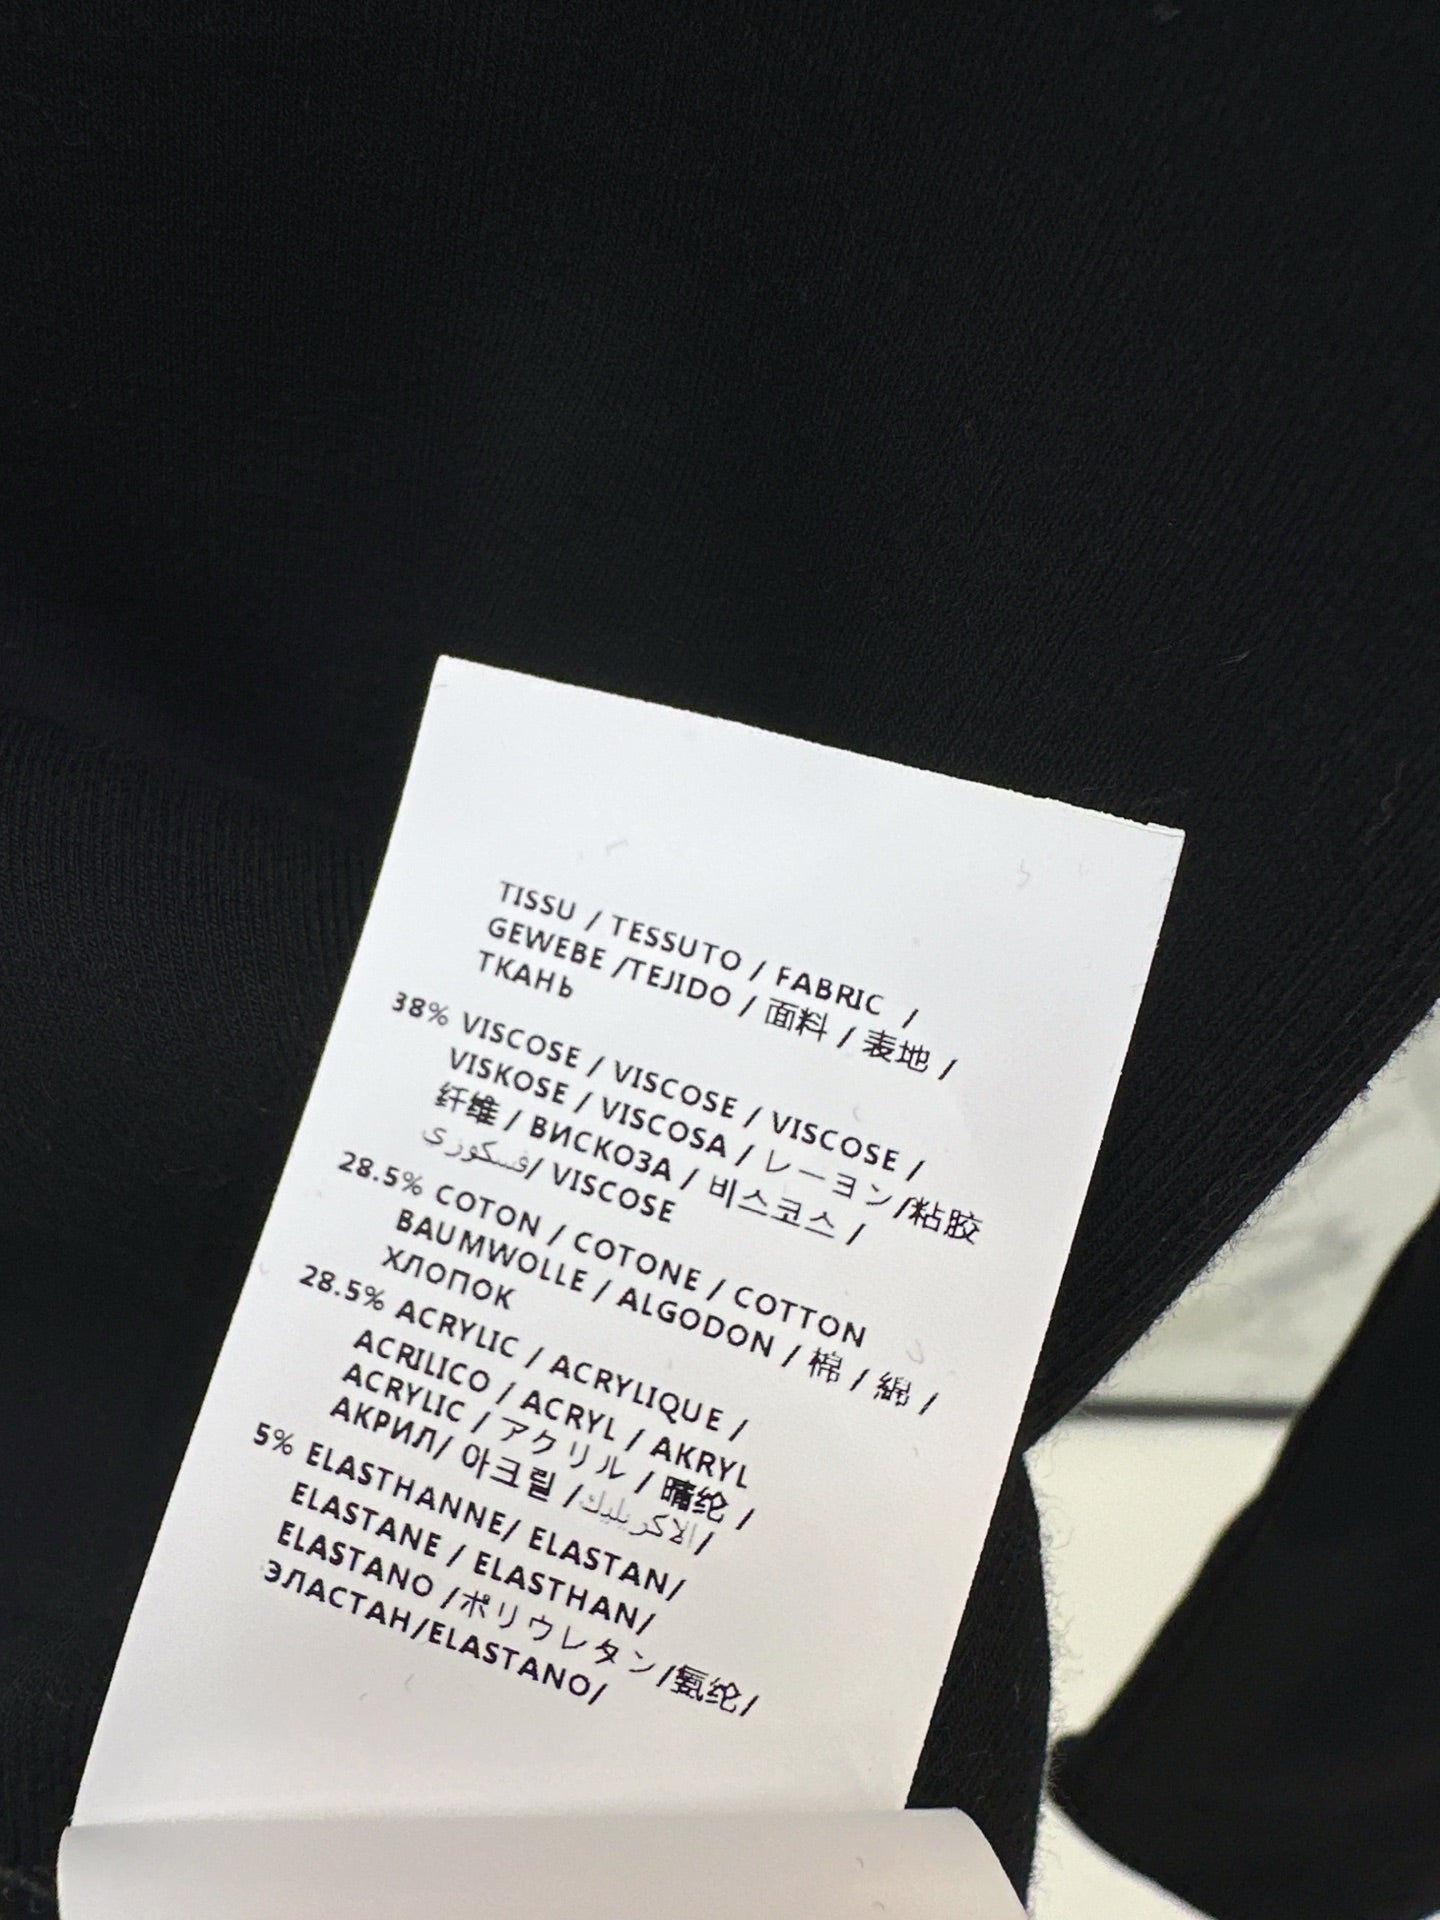 TISSU / TESSUTO / FABRIC /
GEWEBE /TEJIDO / 面料 / 表地 /
ТКАНЬ
38% VISCOSE / VISCOSE / VISCOSE /
VISKOSE / VISCOSA / レーヨン /粘胶
纤维 / ВИСКОЗА / 비스코스 /
فسكوزي/ VISCOSE
28.5% COTON / COTONE / COTTON
BAUMWOLLE / ALGODON / 棉 / 綿 /
ХЛОПОК
28.5% ACRYLIC / ACRYLIQUE /
ACRILICO / ACRYL / AKRYL
ACRYLIC / アクリル / 腈纶 /
АКРИЛ/ 아크릴 /الاكريليك/
5% ELASTHANNE/ ELASTAN/
ELASTANE / ELASTHAN/
ELASTANO /ポリウレタン/氨纶/
ЭЛАСТАН/ELASTANO/